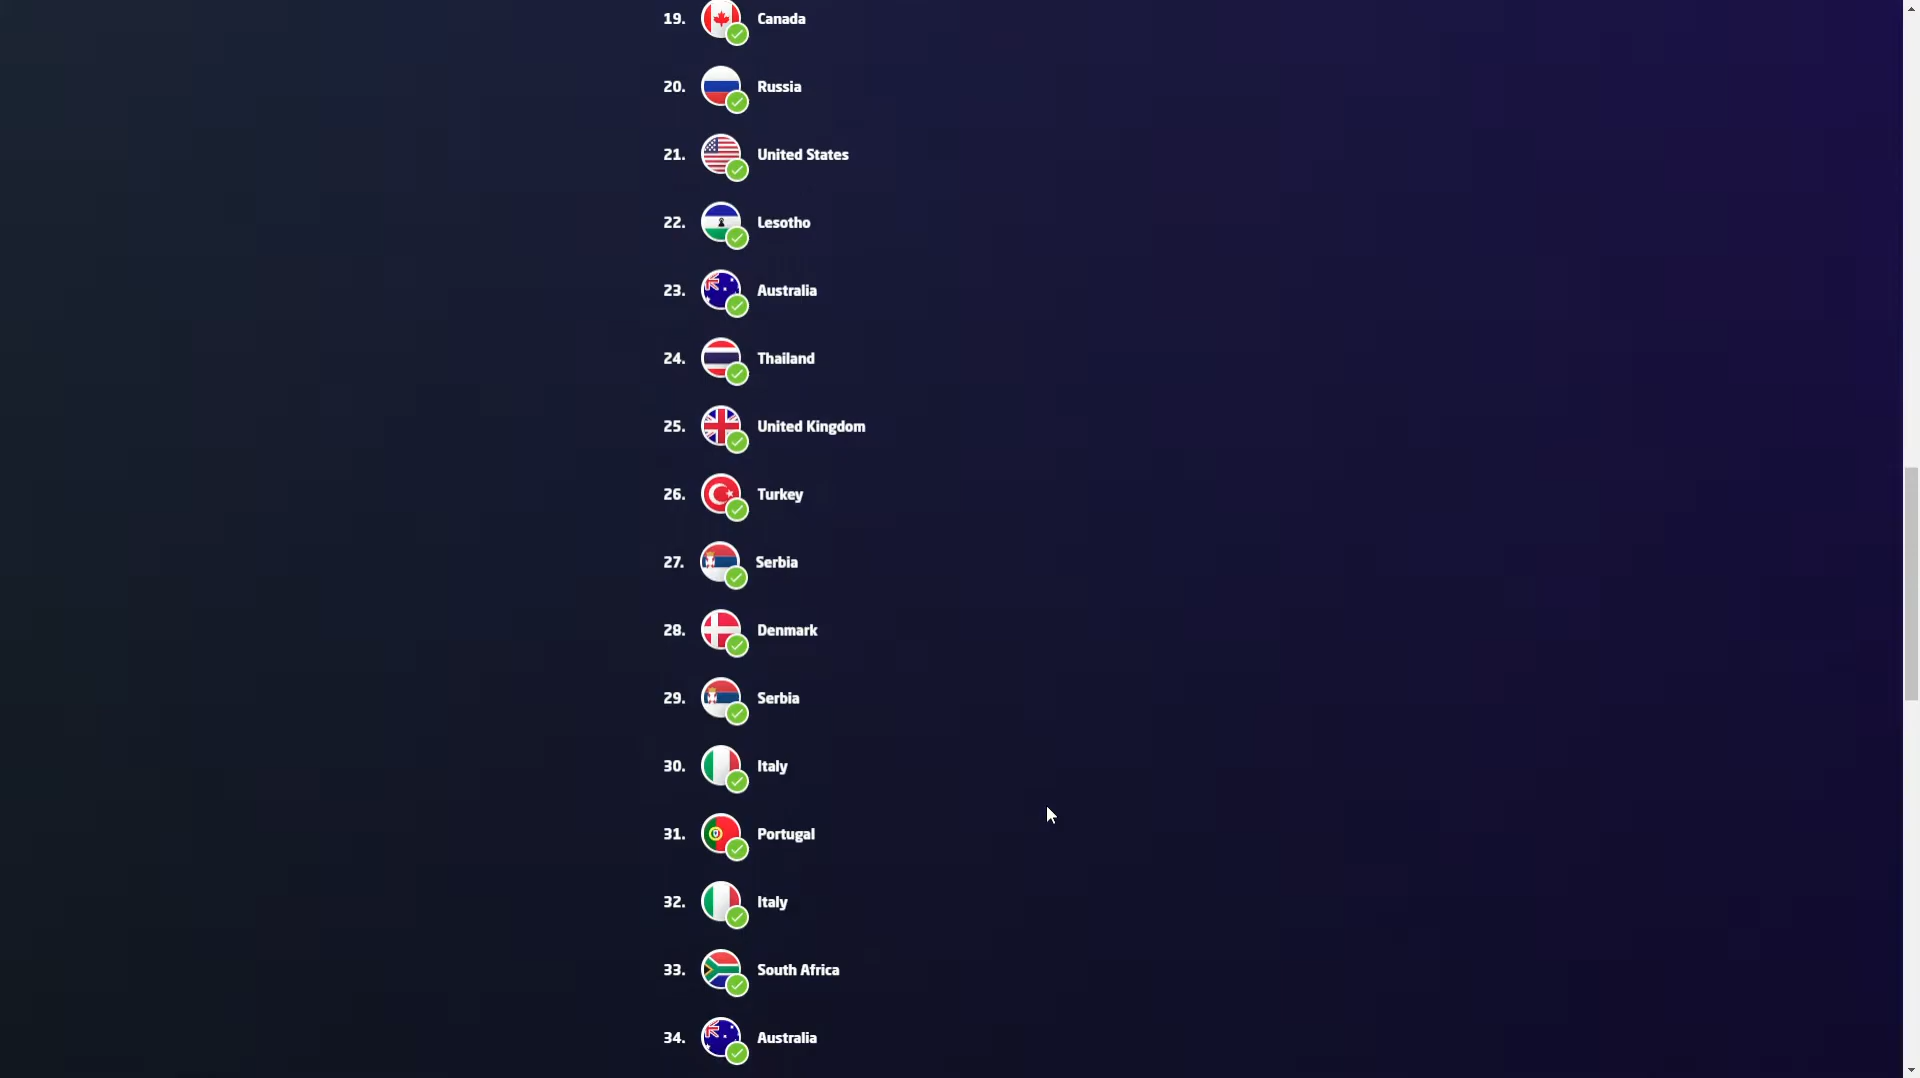 19. Canada
20. Russia
21. United States
22. Lesotho
23. Australia
24. Thailand
25. United Kingdom
26. Turkey
27. Serbia
28. Denmark
29. Serbia
30. Italy
31. Portugal
32. Italy
33. South Africa
34. Australia